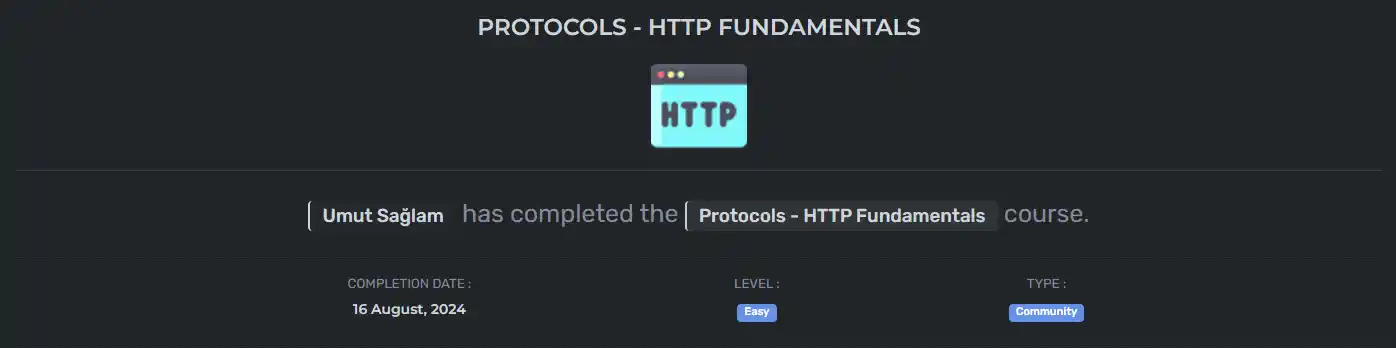 PROTOCOLS - HTTP FUNDAMENTALS
HTTP
Umut Sağlam has completed the Protocols - HTTP Fundamentals course.
COMPLETION DATE : LEVEL : TYPE :
16 August, 2024 Easy Community